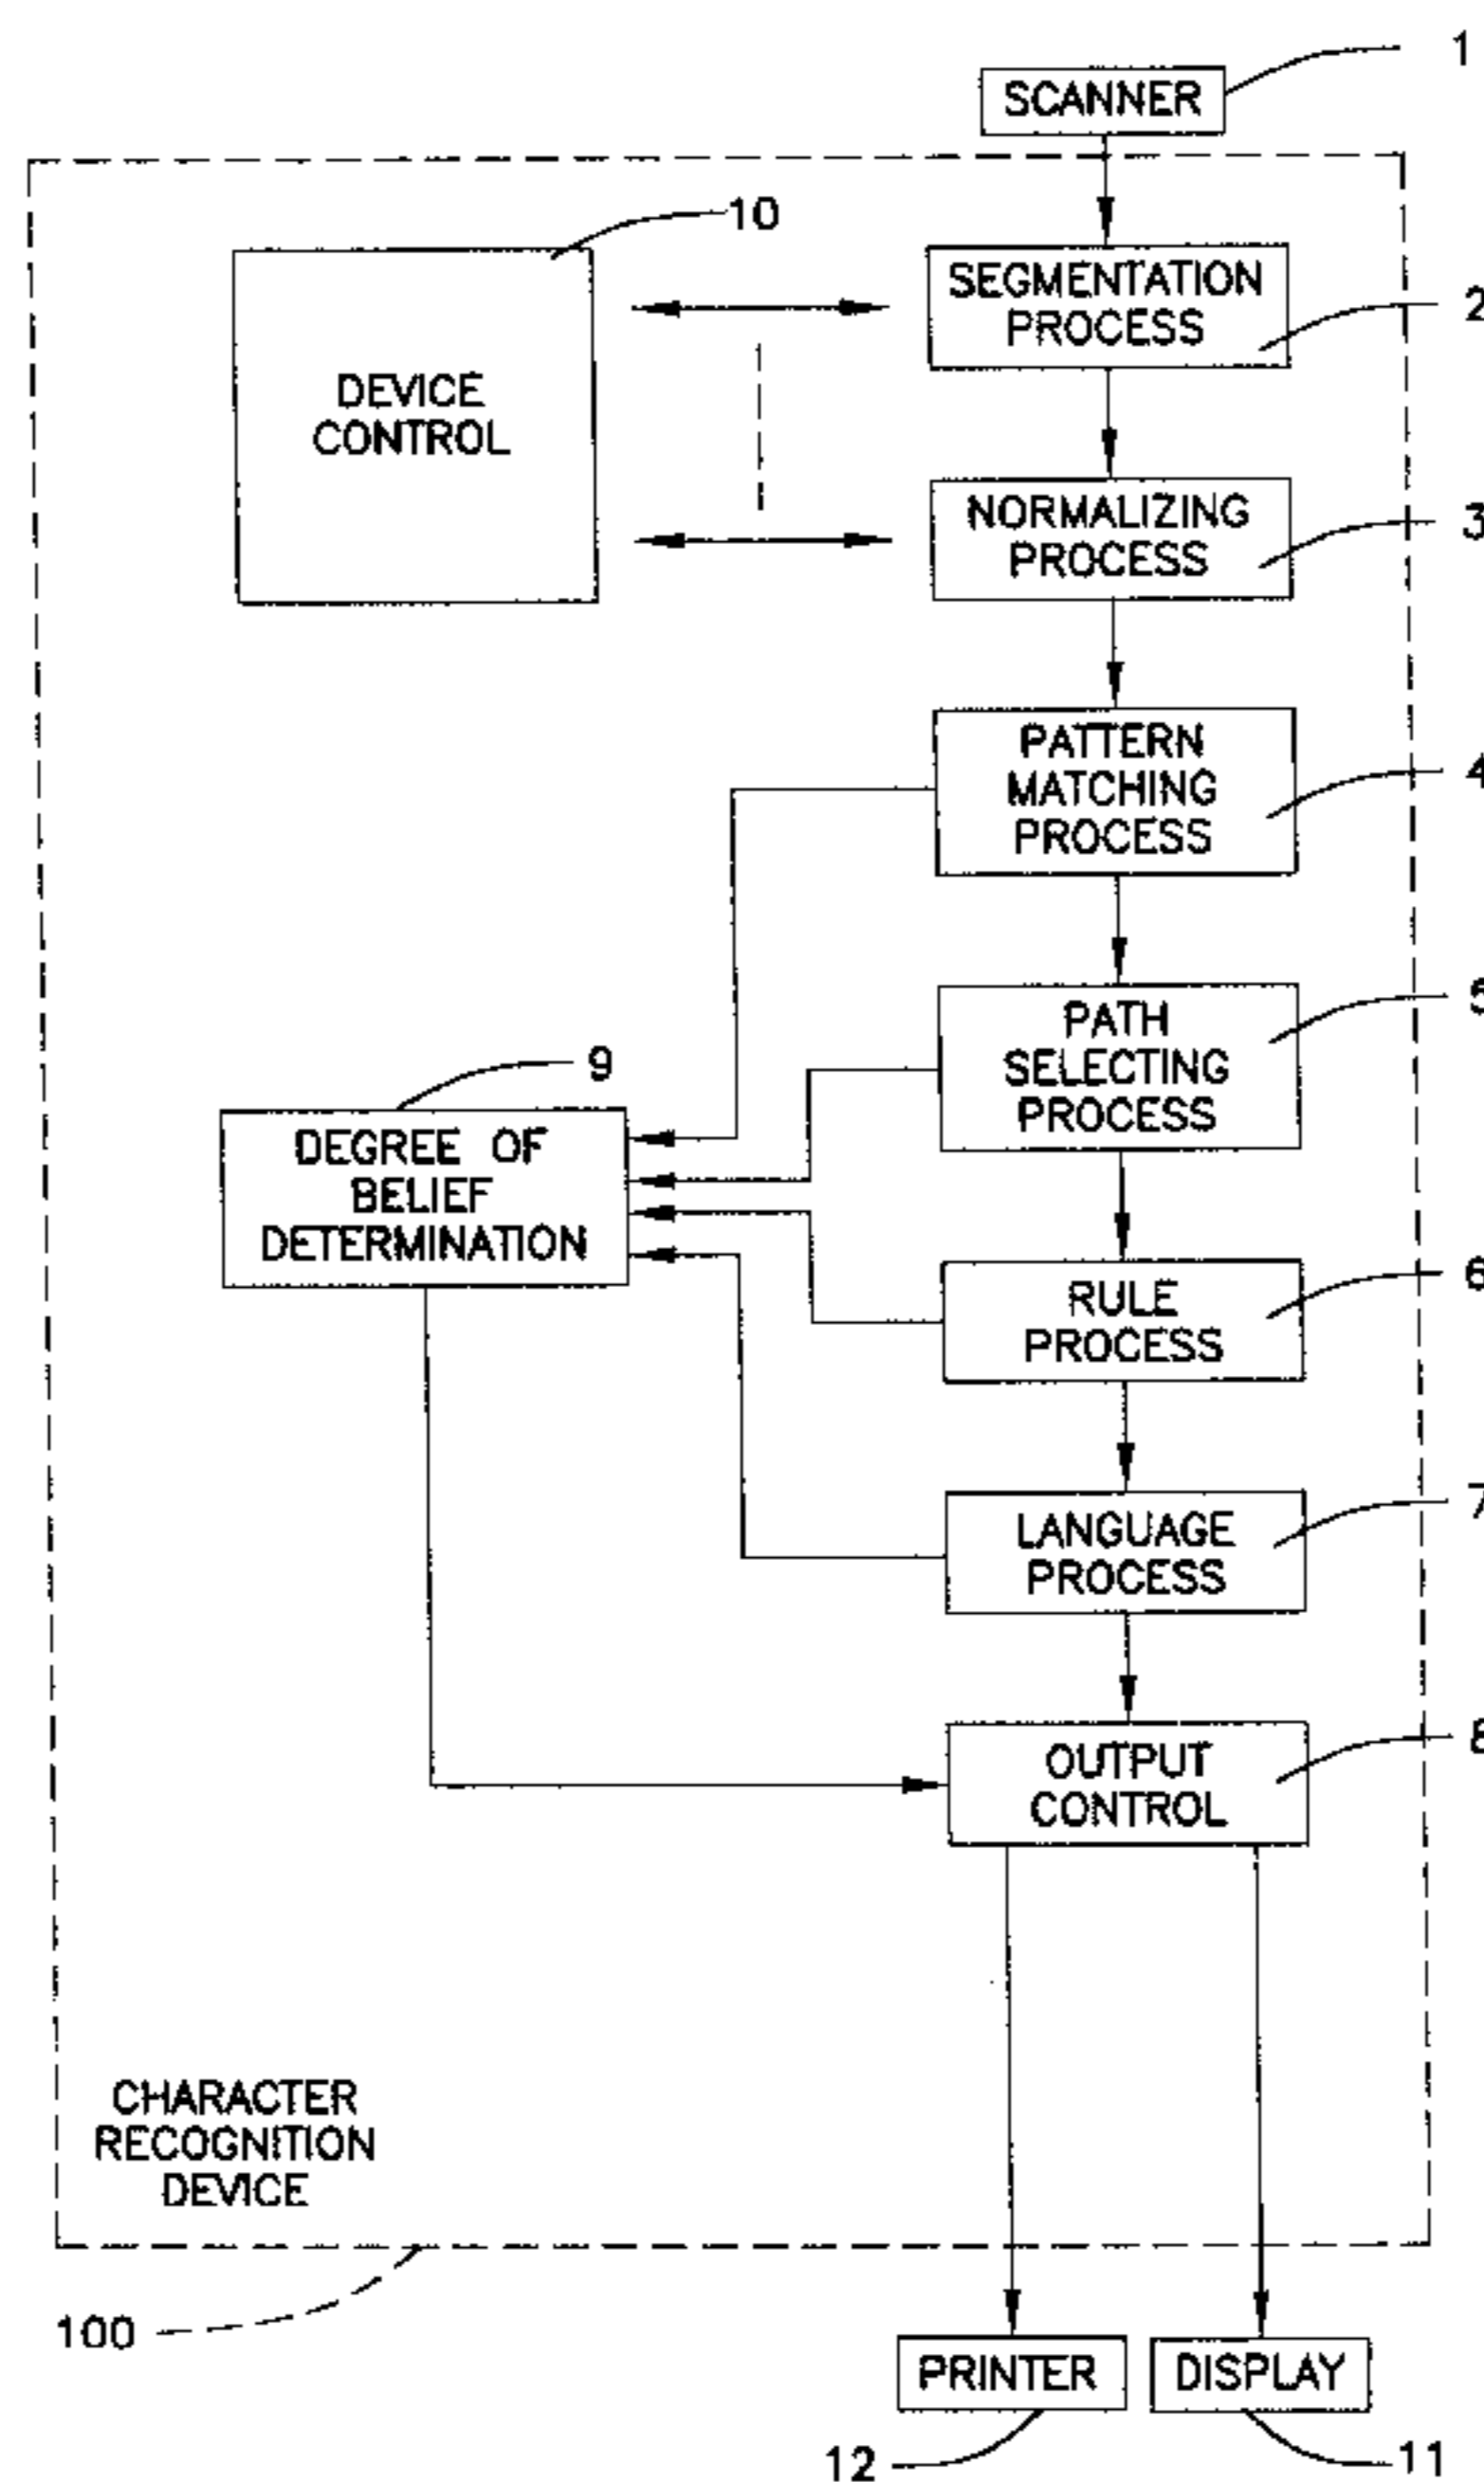 1
SCANNER
10
SEGMENTATION
PROCESS
2
DEVICE
CONTROL
NORMALIZING
PROCESS
3
PATTERN
MATCHING
PROCESS
4
PATH
SELECTING
PROCESS
5
9
DEGREE OF
BELIEF
DETERMINATION
RULE
PROCESS
6
LANGUAGE
PROCESS
7
OUTPUT
CONTROL
8
CHARACTER
RECOGNITION
DEVICE
100
PRINTER
DISPLAY
12
11